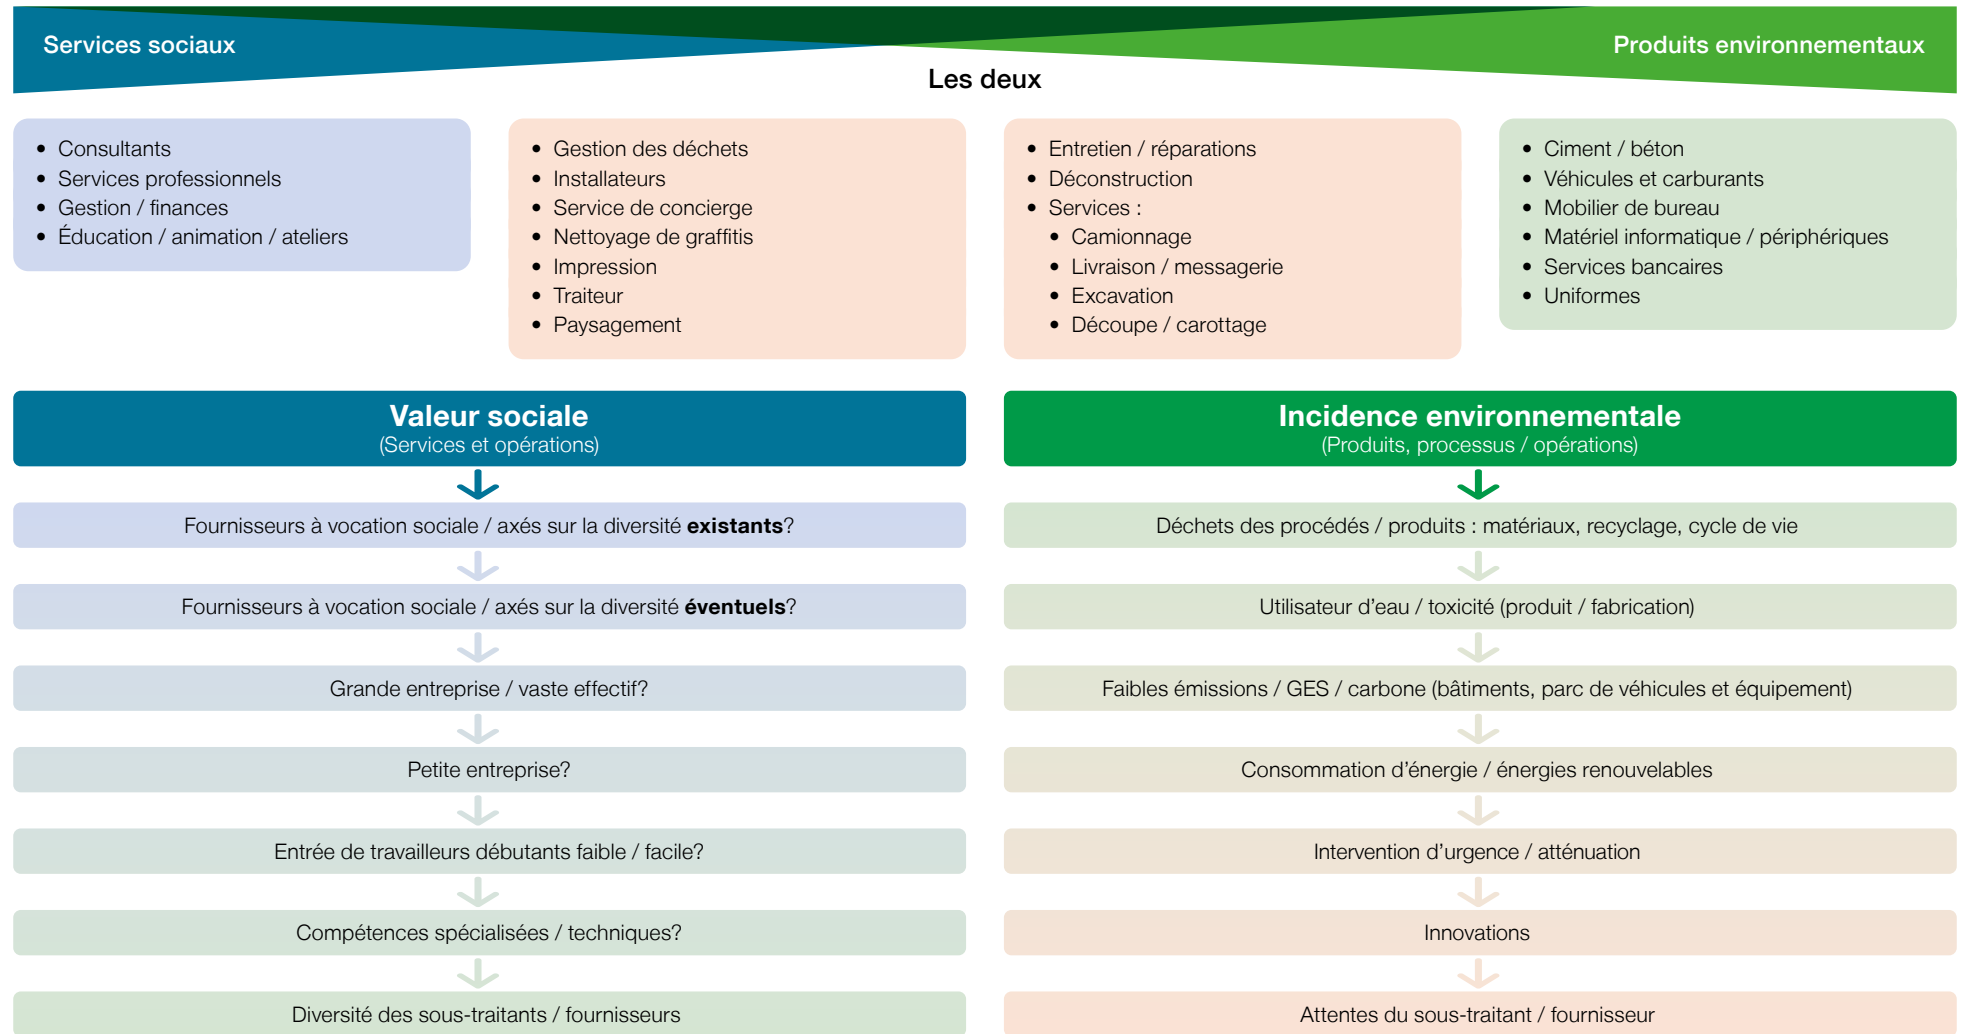 Services sociaux
Produits environnementaux
Les deux
• Consultants
• Services professionnels
• Gestion / finances
• Éducation / animation / ateliers
• Gestion des déchets
• Installateurs
• Service de concierge
• Nettoyage de graffitis
• Impression
• Traiteur
• Paysagement
• Entretien / réparations
• Déconstruction
• Services :
• Camionnage
• Livraison / messagerie
• Excavation
• Découpe / carottage
• Ciment / béton
• Véhicules et carburants
• Mobilier de bureau
• Matériel informatique / périphériques
• Services bancaires
• Uniformes
Valeur sociale
(Services et opérations)
Fournisseurs à vocation sociale / axés sur la diversité existants?
Fournisseurs à vocation sociale / axés sur la diversité éventuels?
Grande entreprise / vaste effectif?
Petite entreprise?
Entrée de travailleurs débutants faible / facile?
Compétences spécialisées / techniques?
Diversité des sous-traitants / fournisseurs
Incidence environnementale
(Produits, processus / opérations)
Déchets des procédés / produits : matériaux, recyclage, cycle de vie
Utilisateur d'eau / toxicité (produit / fabrication)
Faibles émissions / GES / carbone (bâtiments, parc de véhicules et équipement)
Consommation d'énergie / énergies renouvelables
Intervention d'urgence / atténuation
Innovations
Attentes du sous-traitant / fournisseur